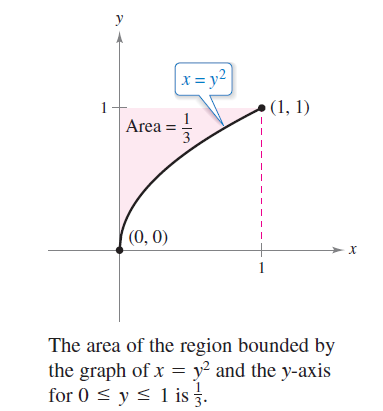 y
x = y²
1
(1, 1)
Area = 1/3
(0, 0)
x
1
The area of the region bounded by
the graph of x = y² and the y-axis
for 0 ≤ y ≤ 1 is 1/3.